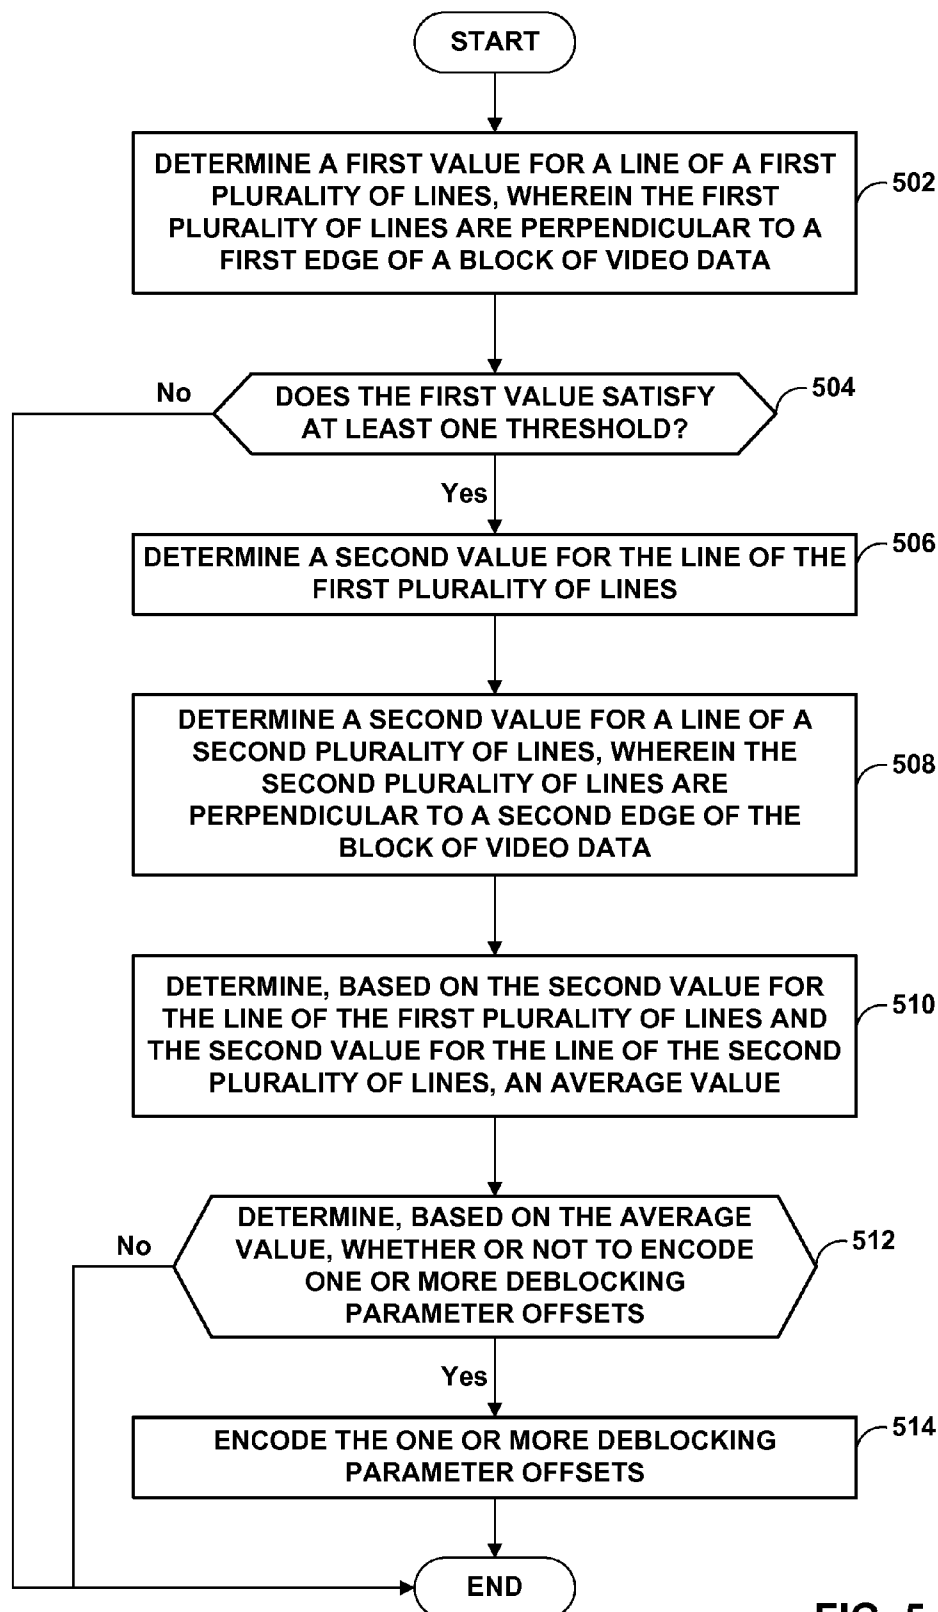 START
DETERMINE A FIRST VALUE FOR A LINE OF A FIRST
PLURALITY OF LINES, WHEREIN THE FIRST
PLURALITY OF LINES ARE PERPENDICULAR TO A
FIRST EDGE OF A BLOCK OF VIDEO DATA
502
No
DOES THE FIRST VALUE SATISFY
AT LEAST ONE THRESHOLD?
504
Yes
DETERMINE A SECOND VALUE FOR THE LINE OF THE
FIRST PLURALITY OF LINES
506
DETERMINE A SECOND VALUE FOR A LINE OF A
SECOND PLURALITY OF LINES, WHEREIN THE
SECOND PLURALITY OF LINES ARE
PERPENDICULAR TO A SECOND EDGE OF THE
BLOCK OF VIDEO DATA
508
DETERMINE, BASED ON THE SECOND VALUE FOR
THE LINE OF THE FIRST PLURALITY OF LINES AND
THE SECOND VALUE FOR THE LINE OF THE SECOND
PLURALITY OF LINES, AN AVERAGE VALUE
510
No
DETERMINE, BASED ON THE AVERAGE
VALUE, WHETHER OR NOT TO ENCODE
ONE OR MORE DEBLOCKING
PARAMETER OFFSETS
512
Yes
ENCODE THE ONE OR MORE DEBLOCKING
PARAMETER OFFSETS
514
END
FIG. 5